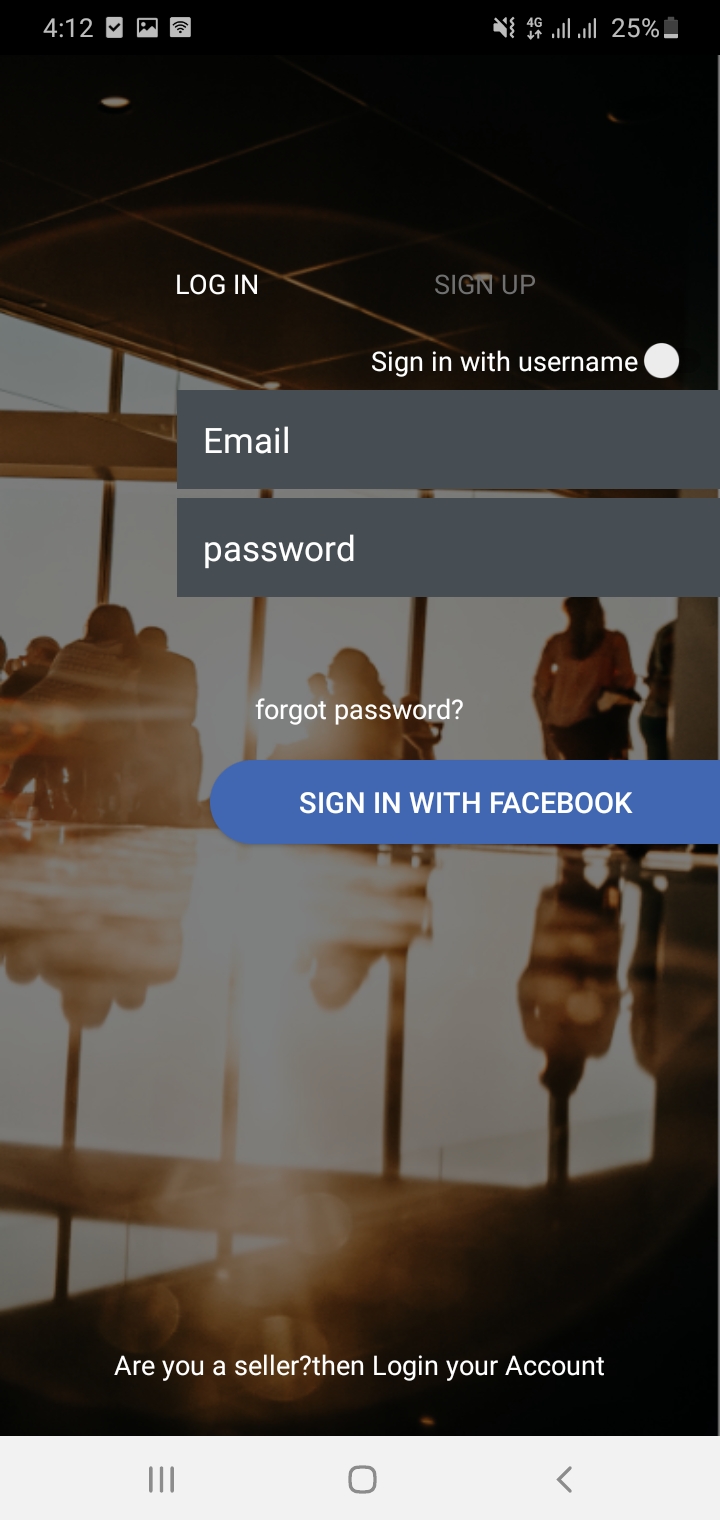 4:12 4G 25%
LOG IN SIGN UP
Sign in with username
Email
password
forgot password?
SIGN IN WITH FACEBOOK
Are you a seller?then Login your Account